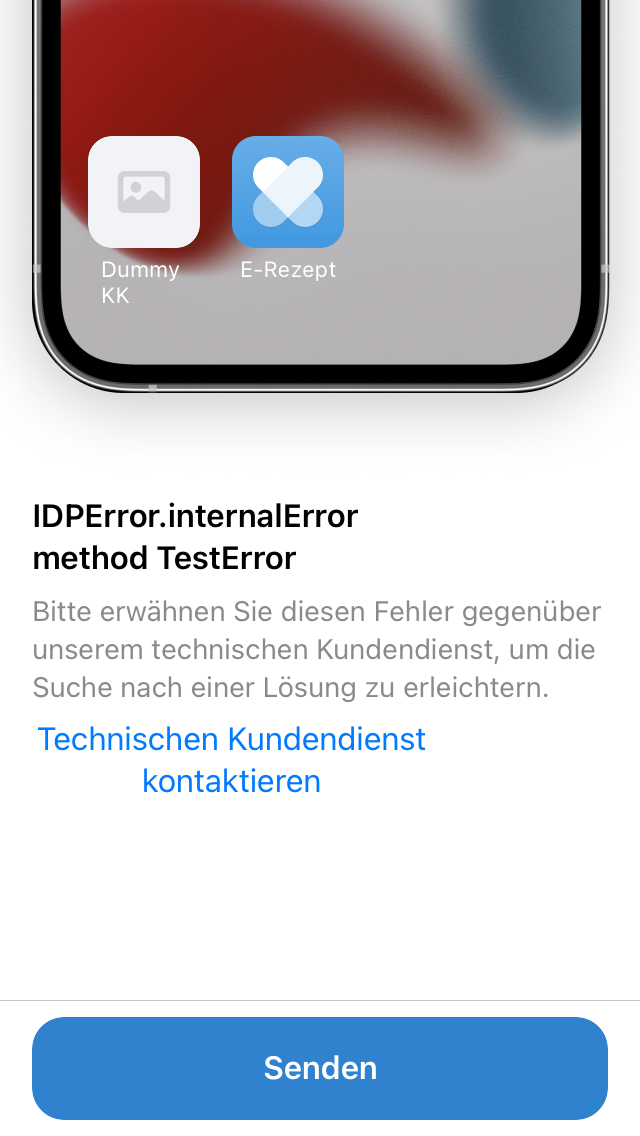 Dummy
KK
E-Rezept
IDPError.internalError
method TestError
Bitte erwähnen Sie diesen Fehler gegenüber
unserem technischen Kundendienst, um die
Suche nach einer Lösung zu erleichtern.
Technischen Kundendienst
kontaktieren
Senden